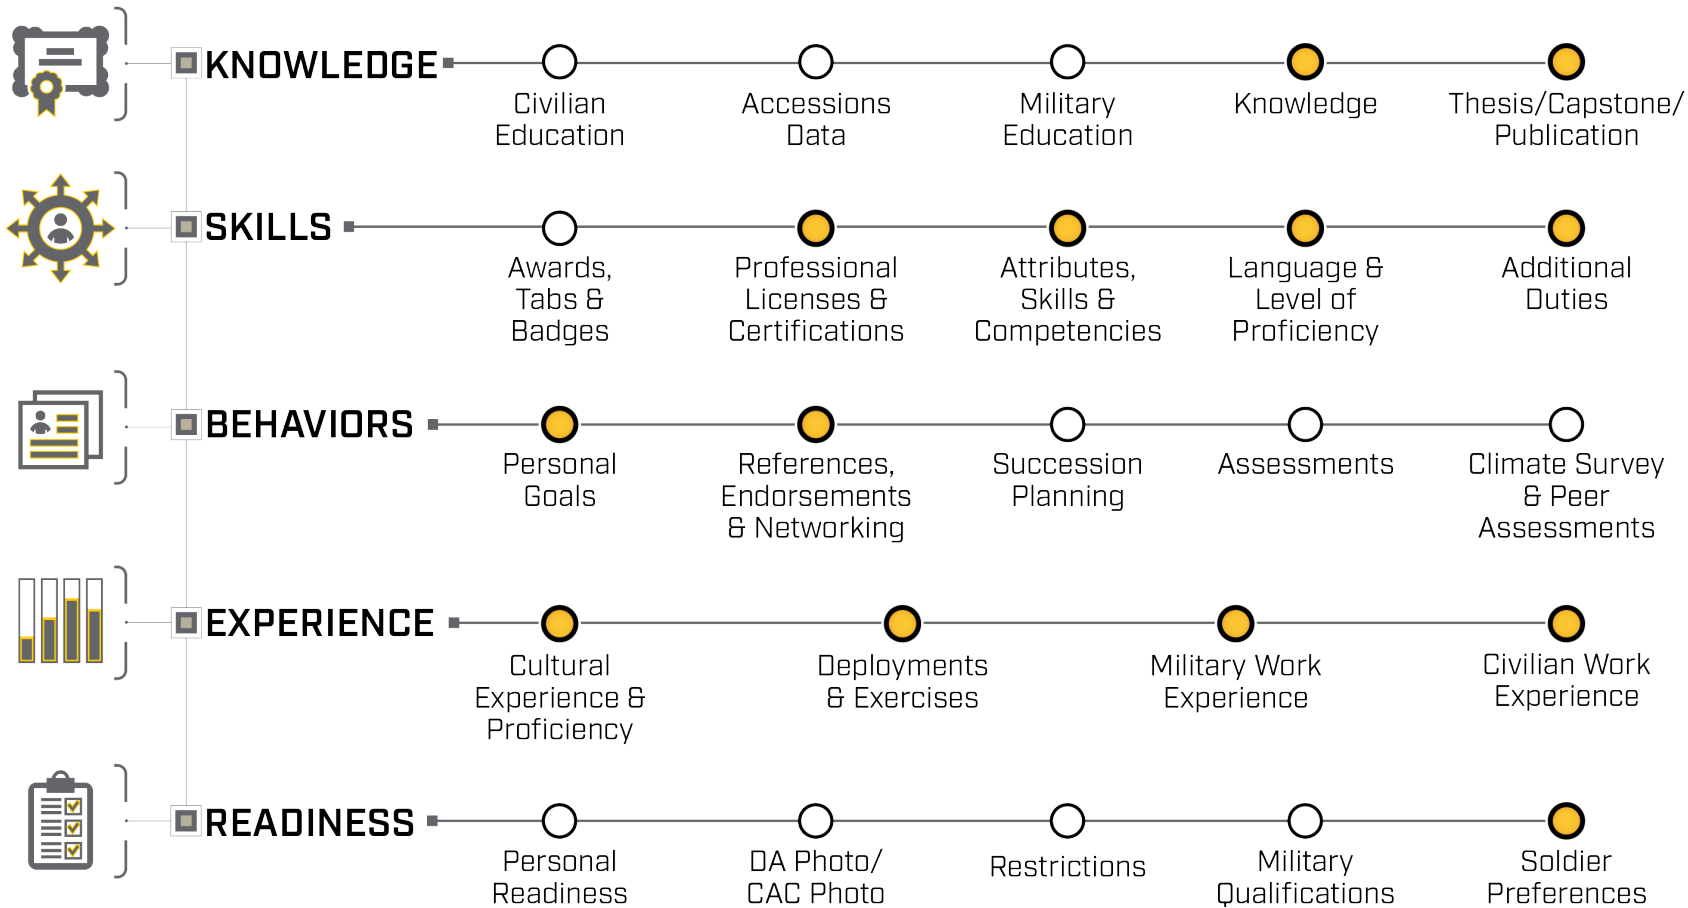 KNOWLEDGE
Civilian
Education
Accessions
Data
Military
Education
Knowledge
Thesis/Capstone/
Publication
SKILLS
Awards,
Tabs &
Badges
Professional
Licenses &
Certifications
Attributes,
Skills &
Competencies
Language &
Level of
Proficiency
Additional
Duties
BEHAVIORS
Personal
Goals
References,
Endorsements
& Networking
Succession
Planning
Assessments
Climate Survey
& Peer
Assessments
EXPERIENCE
Cultural
Experience &
Proficiency
Deployments
& Exercises
Military Work
Experience
Civilian Work
Experience
READINESS
Personal
Readiness
DA Photo/
CAC Photo
Restrictions
Military
Qualifications
Soldier
Preferences